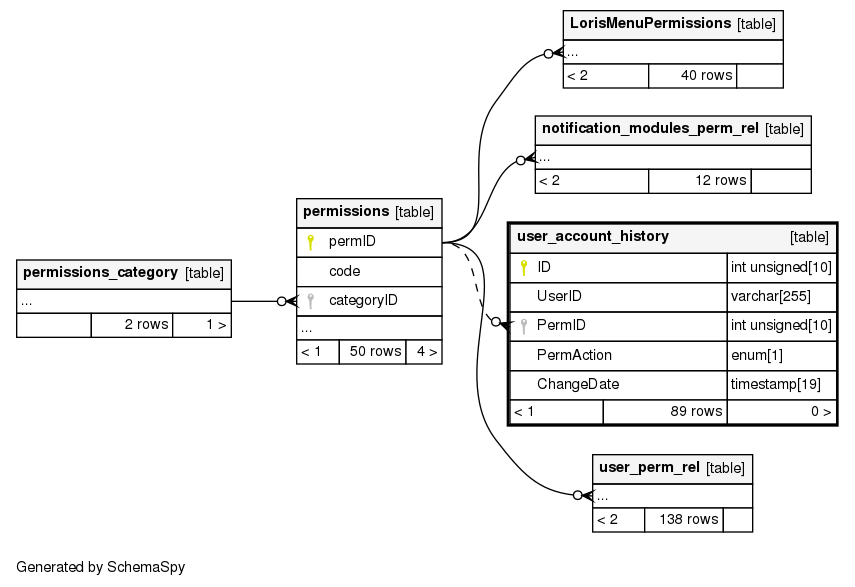 LorisMenuPermissions [table]
...
< 2 40 rows
notification_modules_perm_rel [table]
...
< 2 12 rows
permissions [table]
permID
code
categoryID
...
< 1 50 rows 4 >
permissions_category [table]
...
2 rows 1 >
user_account_history [table]
ID int unsigned[10]
UserID varchar[255]
PermID int unsigned[10]
PermAction enum[1]
ChangeDate timestamp[19]
< 1 89 rows 0 >
user_perm_rel [table]
...
< 2 138 rows
Generated by SchemaSpy